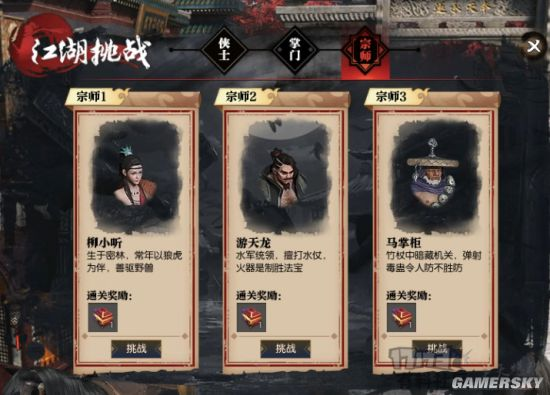 江湖挑战
侠士
掌门
宗师
宗师1
柳小昕
生于密林，常年以狼虎
为伴，善驱野兽
通关奖励：
1
挑战
宗师2
游天龙
水军统领，擅打水仗，
火器是制胜法宝
通关奖励：
1
挑战
宗师3
马掌柜
竹杖中暗藏机关，弹射
毒蛊令人防不胜防
通关奖励：
1
挑战
GAMERSKY